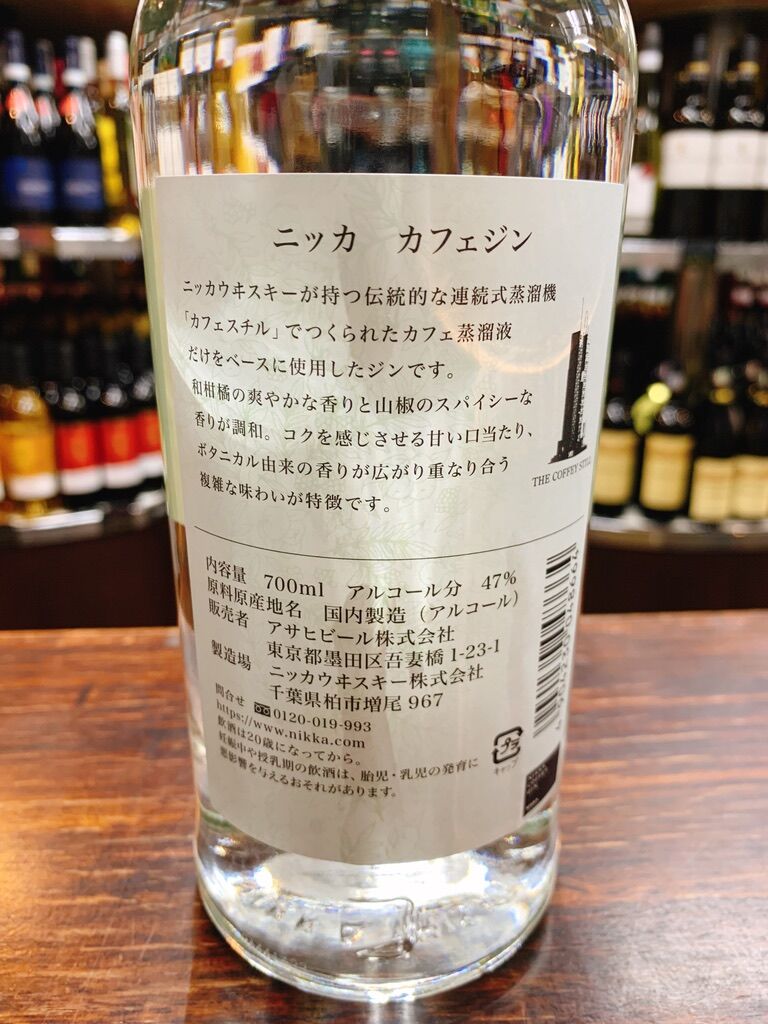 ニッカ　カフェジン
ニッカウヰスキーが持つ伝統的な連続式蒸溜機
「カフェスチル」でつくられたカフェ蒸溜液
だけをベースに使用したジンです。
和柑橘の爽やかな香りと山椒のスパイシーな
香りが調和。コクを感じさせる甘い口当たり、
ボタニカル由来の香りが広がり重なり合う
複雑な味わいが特徴です。
THE COFFEY STILL
内容量　700ml　アルコール分　47%
原料原産地名　国内製造（アルコール）
販売者　アサヒビール株式会社
東京都墨田区吾妻橋 1-23-1
製造場　ニッカウヰスキー株式会社
千葉県柏市増尾 967
問合せ　0120-019-993
https://www.nikka.com
飲酒は20歳になってから。
妊娠中や授乳期の飲酒は、胎児・乳児の発育に
悪影響を与えるおそれがあります。
プラ
キャップ